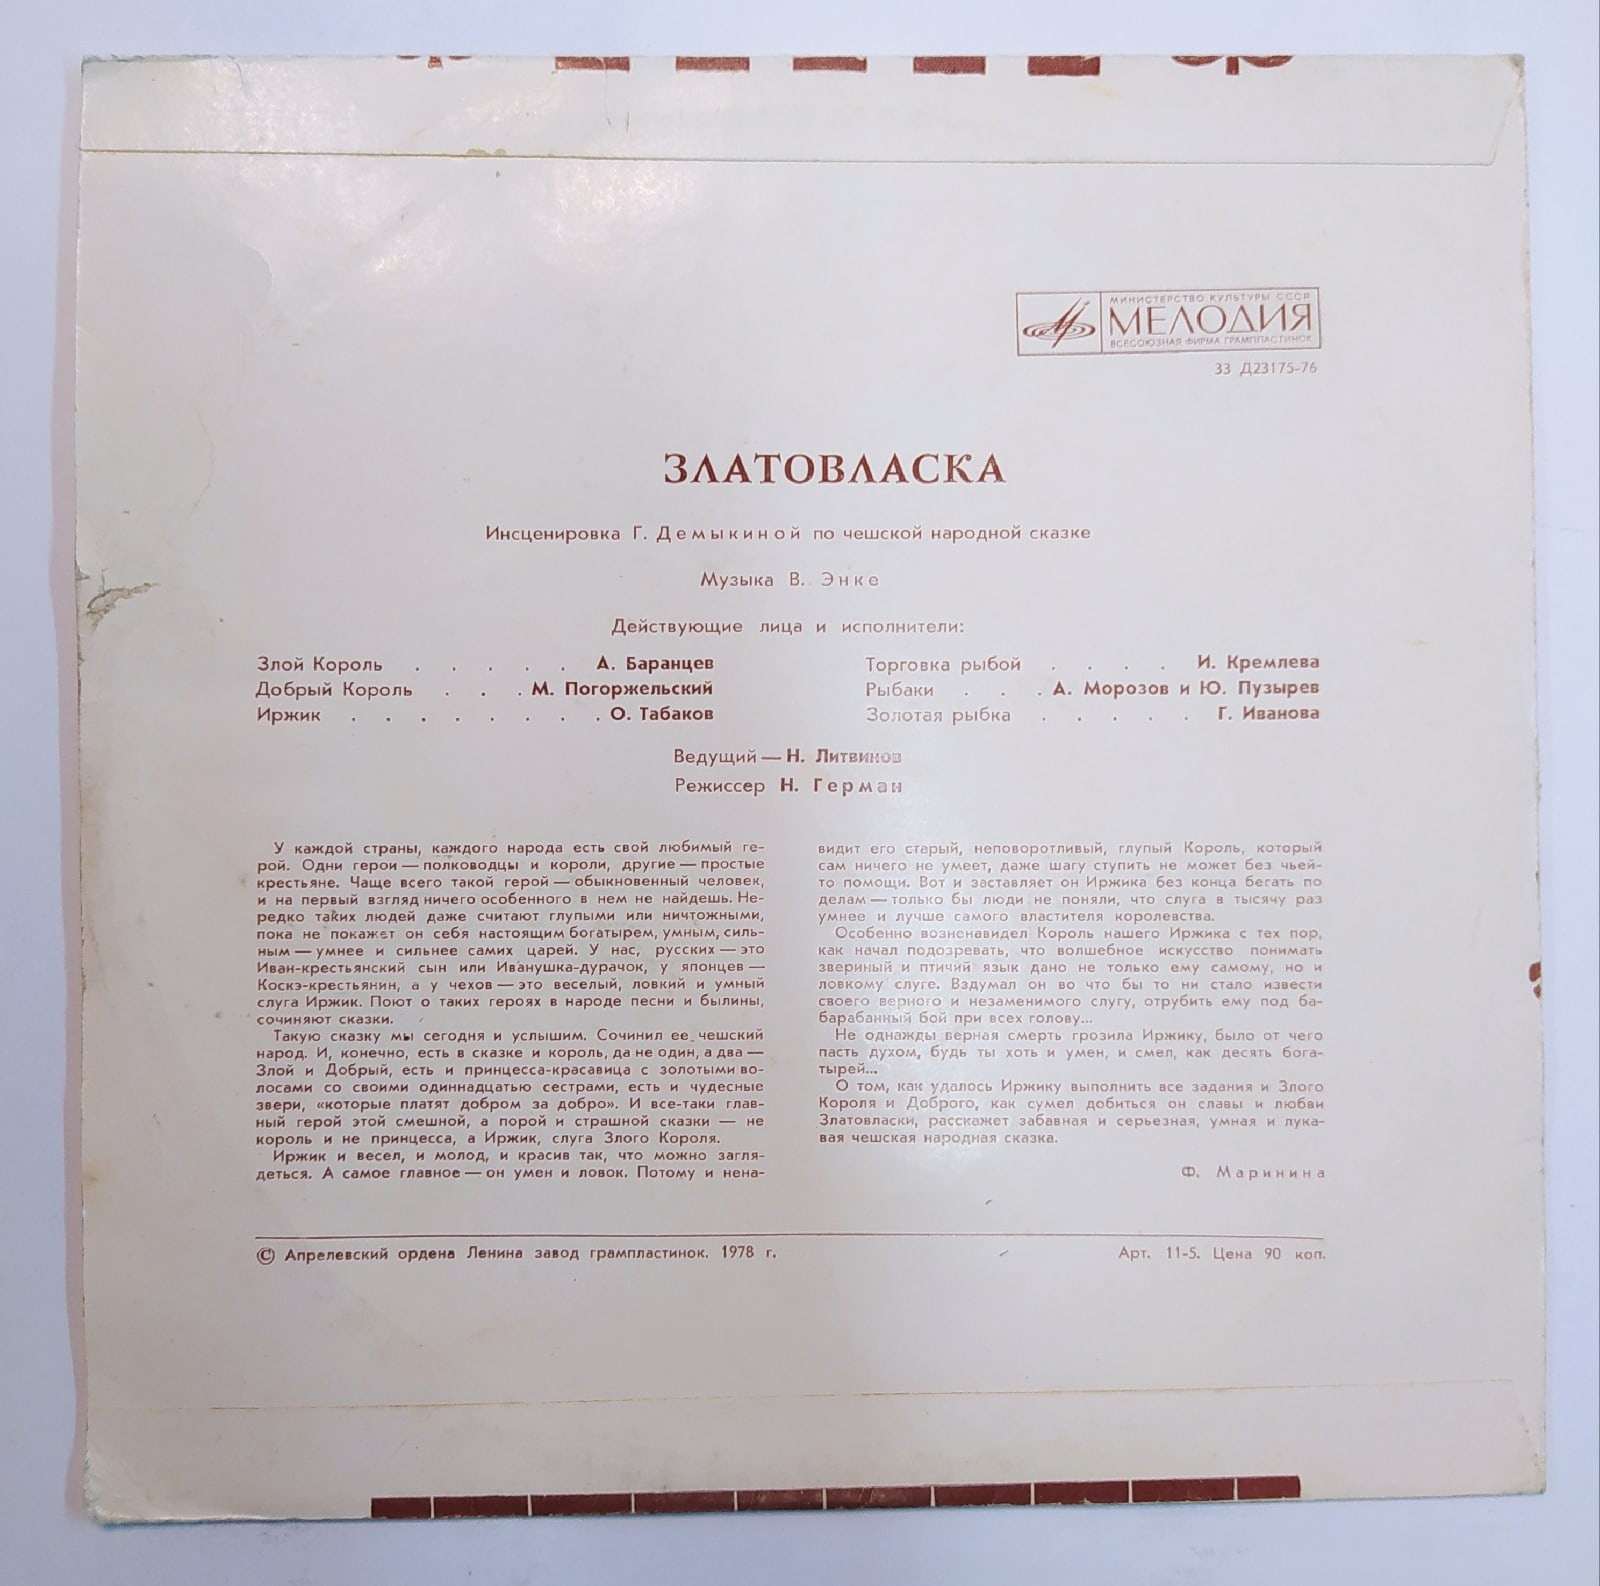 МИНИСТЕРСТВО КУЛЬТУРЫ СССР
МЕЛОДИЯ
ВСЕСОЮЗНАЯ ФИРМА ГРАМПЛАСТИНОК
33 Д23175-76
ЗЛАТОВЛАСКА
Инсценировка Г. Демыкиной по чешской народной сказке
Музыка В. Энке
Действующие лица и исполнители:
Злой Король . . . . . А. Баранцев
Добрый Король . . . М. Погоржельский
Иржик . . . . . . . . О. Табаков
Торговка рыбой . . . . И. Кремлева
Рыбаки . . . А. Морозов и Ю. Пузырев
Золотая рыбка . . . . . Г. Иванова
Ведущий — Н. Литвинов
Режиссер Н. Герман
У каждой страны, каждого народа есть свой любимый ге-
рой. Одни герои — полководцы и короли, другие — простые
крестьяне. Чаще всего такой герой — обыкновенный человек,
и на первый взгляд ничего особенного в нем не найдешь. Не-
редко таких людей даже считают глупыми или ничтожными,
пока не покажет он себя настоящим богатырем, умным, силь-
ным — умнее и сильнее самих царей. У нас, русских — это
Иван-крестьянский сын или Иванушка-дурачок, у японцев —
Коскэ-крестьянин, а у чехов — это веселый, ловкий и умный
слуга Иржик. Поют о таких героях в народе песни и былины,
сочиняют сказки.
Такую сказку мы сегодня и услышим. Сочинил ее чешский
народ. И, конечно, есть в сказке и король, да не один, а два —
Злой и Добрый, есть и принцесса-красавица с золотыми во-
лосами со своими одиннадцатью сестрами, есть и чудесные
звери, «которые платят добром за добро». И все-таки глав-
ный герой этой смешной, а порой и страшной сказки — не
король и не принцесса, а Иржик, слуга Злого Короля.
Иржик и весел, и молод, и красив так, что можно загля-
деться. А самое главное — он умен и ловок. Потому и нена-
видит его старый, неповоротливый, глупый Король, который
сам ничего не умеет, даже шагу ступить не может без чьей-
то помощи. Вот и заставляет он Иржика без конца бегать по
делам — только бы люди не поняли, что слуга в тысячу раз
умнее и лучше самого властителя королевства.
Особенно возненавидел Король нашего Иржика с тех пор,
как начал подозревать, что волшебное искусство понимать
звериный и птичий язык дано не только ему самому, но и
ловкому слуге. Вздумал он во что бы то ни стало извести
своего верного и незаменимого слугу, отрубить ему под ба-
барабанный бой при всех голову...
Не однажды верная смерть грозила Иржику, было от чего
пасть духом, будь ты хоть и умен, и смел, как десять бога-
тырей...
О том, как удалось Иржику выполнить все задания и Злого
Короля и Доброго, как сумел добиться он славы и любви
Златовласки, расскажет забавная и серьезная, умная и лука-
вая чешская народная сказка.
Ф. Маринина
© Апрелевский ордена Ленина завод грампластинок. 1978 г.
Арт. 11-5. Цена 90 коп.